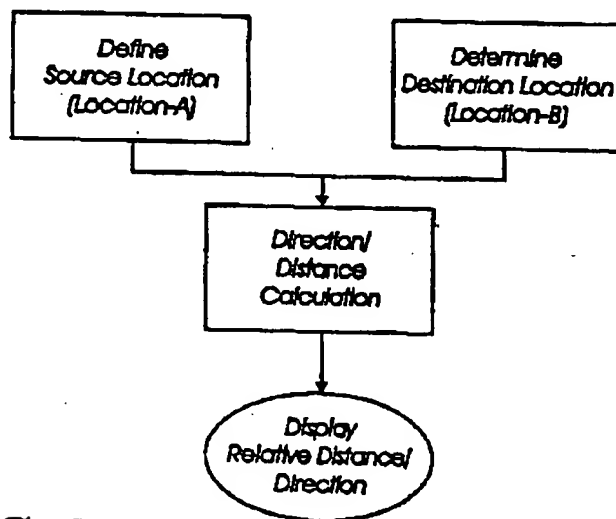 Define
Source Location
(Location-A)
Determine
Destination Location
(Location-B)
Direction/
Distance
Calculation
Display
Relative Distance/
Direction